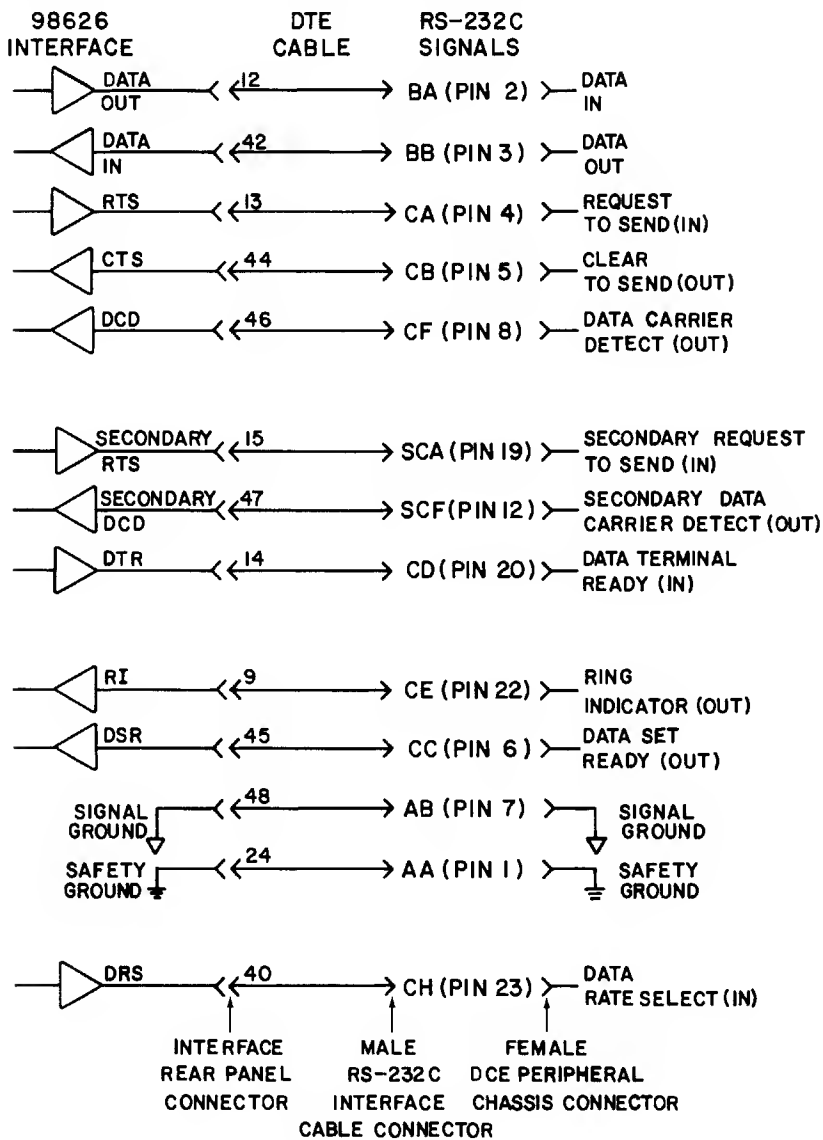 98626 INTERFACE DTE CABLE RS-232C SIGNALS
DATA OUT 12 BA (PIN 2) DATA IN
DATA IN 42 BB (PIN 3) DATA OUT
RTS 13 CA (PIN 4) REQUEST TO SEND (IN)
CTS 44 CB (PIN 5) CLEAR TO SEND (OUT)
DCD 46 CF (PIN 8) DATA CARRIER DETECT (OUT)
SECONDARY RTS 15 SCA (PIN 19) SECONDARY REQUEST TO SEND (IN)
SECONDARY DCD 47 SCF (PIN 12) SECONDARY DATA CARRIER DETECT (OUT)
DTR 14 CD (PIN 20) DATA TERMINAL READY (IN)
RI 9 CE (PIN 22) RING INDICATOR (OUT)
DSR 45 CC (PIN 6) DATA SET READY (OUT)
SIGNAL GROUND 48 AB (PIN 7) SIGNAL GROUND
SAFETY GROUND 24 AA (PIN 1) SAFETY GROUND
DRS 40 CH (PIN 23) DATA RATE SELECT (IN)
INTERFACE REAR PANEL CONNECTOR
MALE RS-232C INTERFACE CABLE CONNECTOR
FEMALE DCE PERIPHERAL CHASSIS CONNECTOR